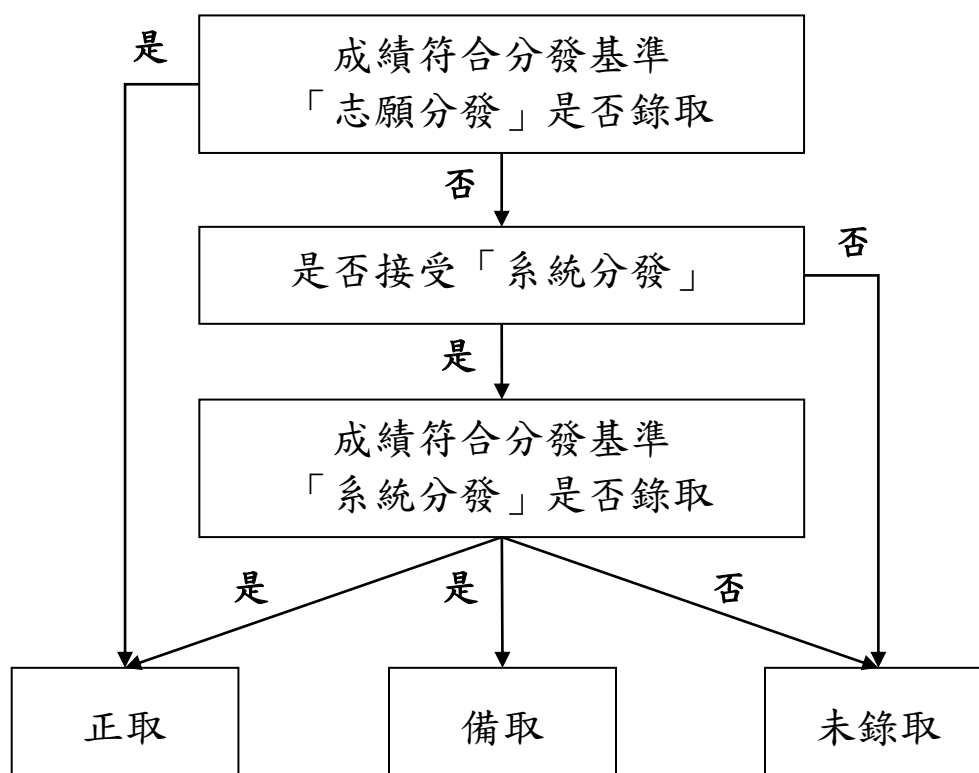 是
成績符合分發基準
「志願分發」是否錄取
否
是否接受「系統分發」
否
是
成績符合分發基準
「系統分發」是否錄取
是
是
否
正取
備取
未錄取